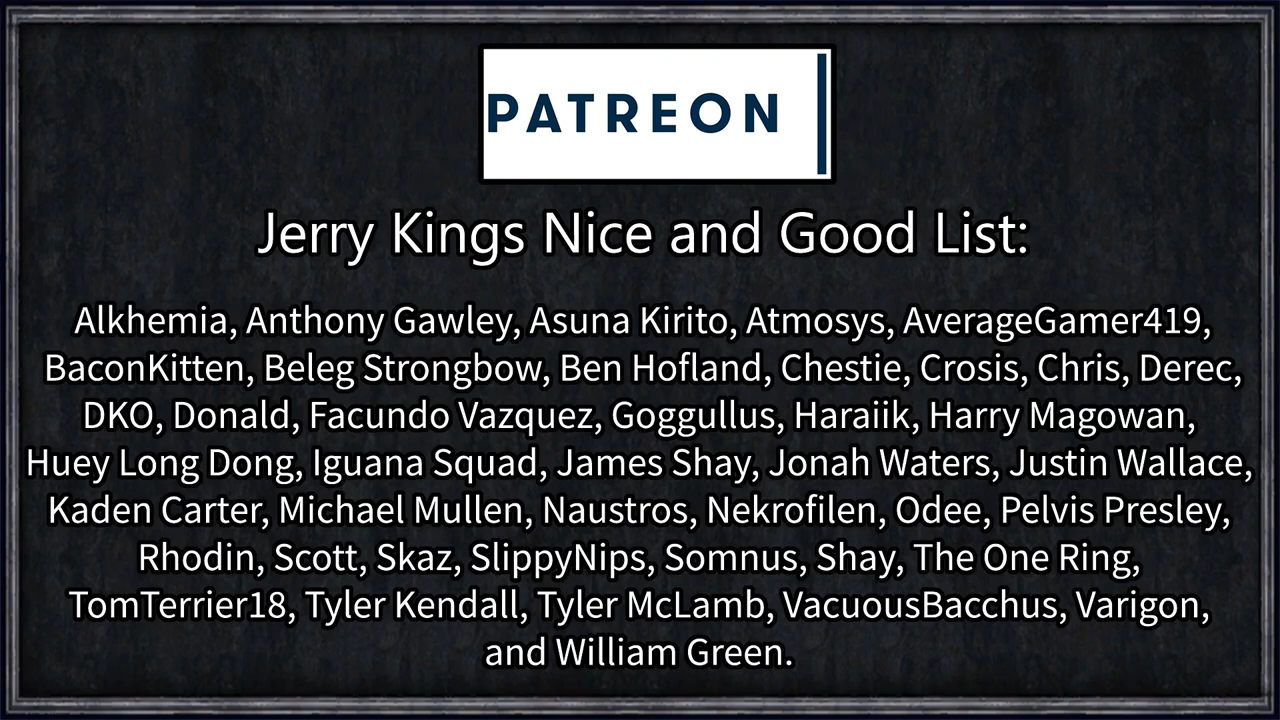 PATREON
Jerry Kings Nice and Good List:
Alkhemia, Anthony Gawley, Asuna Kirito, Atmosys, AverageGamer419,
BaconKitten, Beleg Strongbow, Ben Hofland, Chestie, Crosis, Chris, Derec,
DKO, Donald, Facundo Vazquez, Goggullus, Haraiik, Harry Magowan,
Huey Long Dong, Iguana Squad, James Shay, Jonah Waters, Justin Wallace,
Kaden Carter, Michael Mullen, Naustros, Nekrofilen, Odee, Pelvis Presley,
Rhodin, Scott, Skaz, SlippyNips, Somnus, Shay, The One Ring,
TomTerrier18, Tyler Kendall, Tyler McLamb, VacuousBacchus, Varigon,
and William Green.